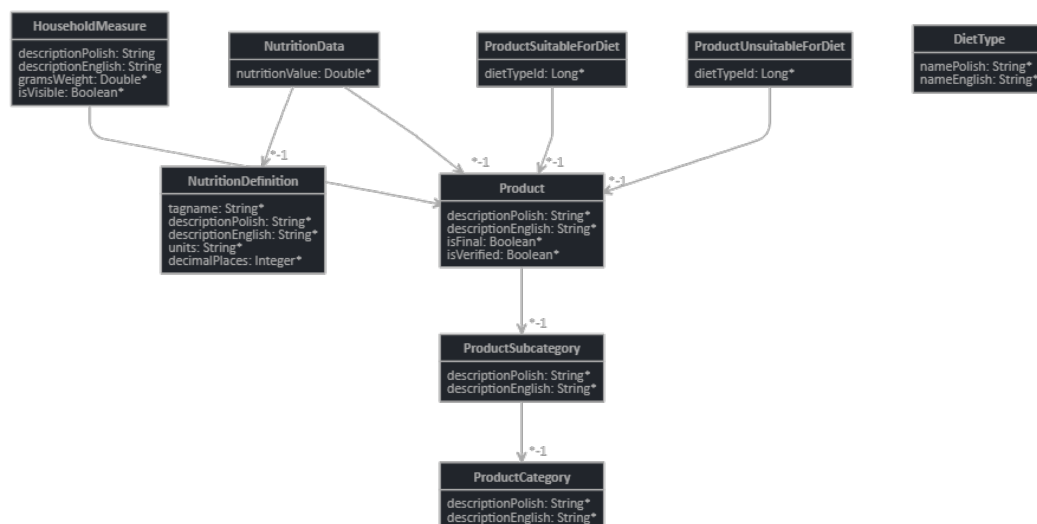 HouseholdMeasure
descriptionPolish: String
descriptionEnglish: String
gramsWeight: Double*
isVisible: Boolean*
NutritionData
nutritionValue: Double*
ProductSuitableForDiet
dietTypeId: Long*
ProductUnsuitableForDiet
dietTypeId: Long*
DietType
namePolish: String*
nameEnglish: String*
*-1
*-1
*-1
*-1
NutritionDefinition
tagname: String*
descriptionPolish: String*
descriptionEnglish: String*
units: String*
decimalPlaces: Integer*
Product
descriptionPolish: String*
descriptionEnglish: String*
isFinal: Boolean*
isVerified: Boolean*
*-1
ProductSubcategory
descriptionPolish: String*
descriptionEnglish: String*
*-1
ProductCategory
descriptionPolish: String*
descriptionEnglish: String*